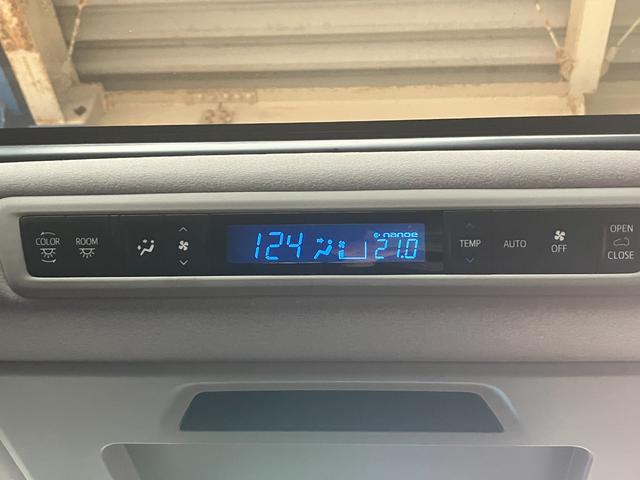 COLOR
ROOM
124
nanoe
21.0
TEMP
AUTO
OFF
OPEN
CLOSE